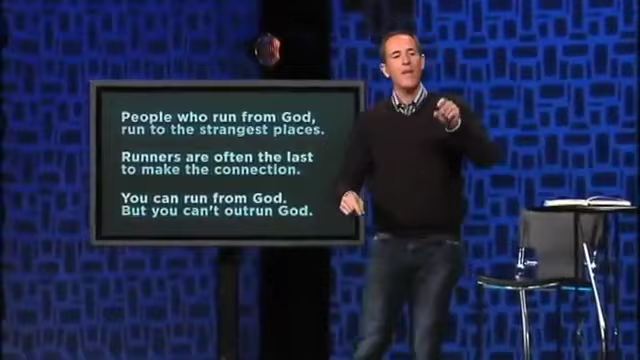 People who run from God,
run to the strangest places.
Runners are often the last
to make the connection.
You can run from God.
But you can't outrun God.